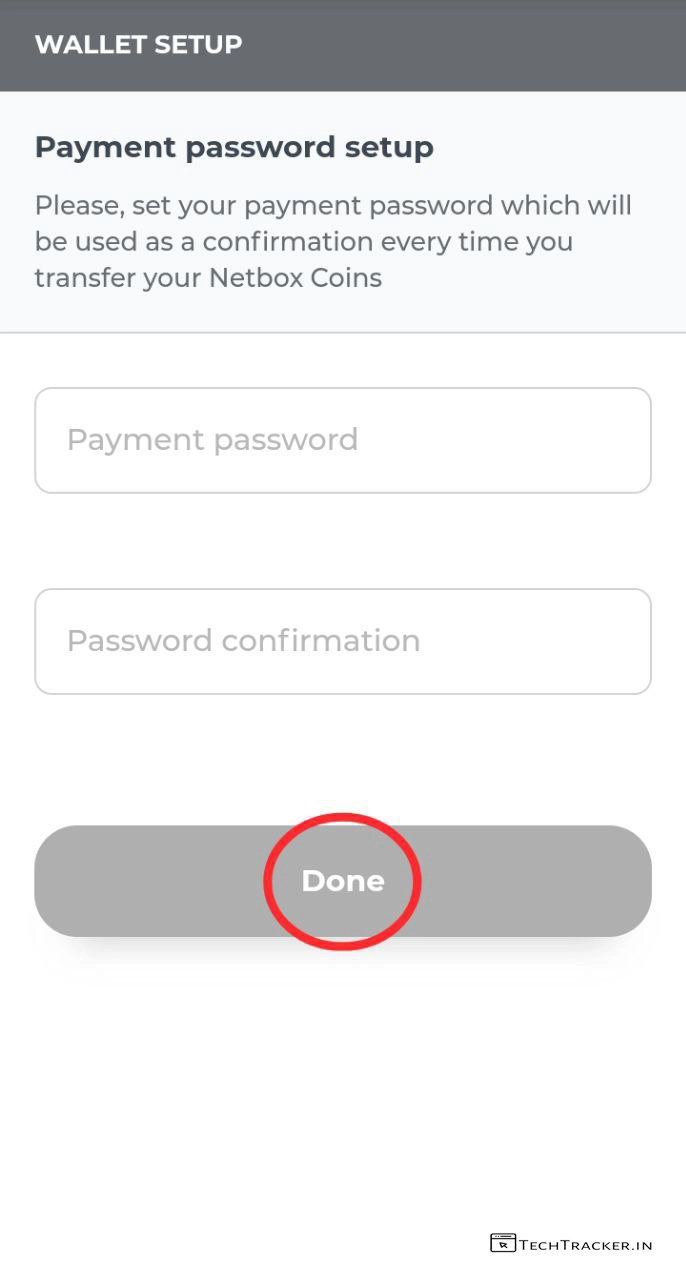 WALLET SETUP
Payment password setup
Please, set your payment password which will
be used as a confirmation every time you
transfer your Netbox Coins
Payment password
Password confirmation
Done
TECHTRACKER.IN